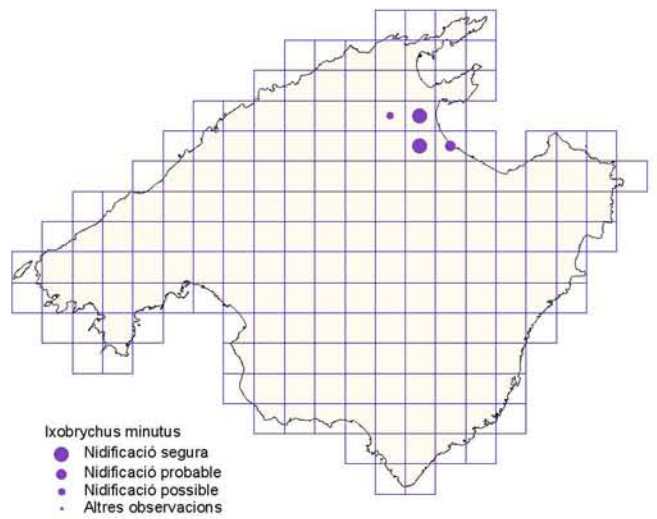 Ixobrychus minutus
Nidificació segura
Nidificació probable
Nidificació possible
Altres observacions